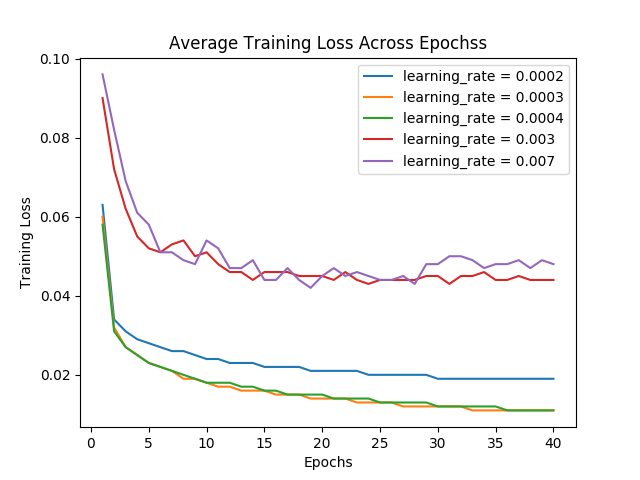 Average Training Loss Across Epochss
0.10
0.08
0.06
0.04
0.02
Training Loss
learning_rate = 0.0002
learning_rate = 0.0003
learning_rate = 0.0004
learning_rate = 0.003
learning_rate = 0.007
0 5 10 15 20 25 30 35 40
Epochs